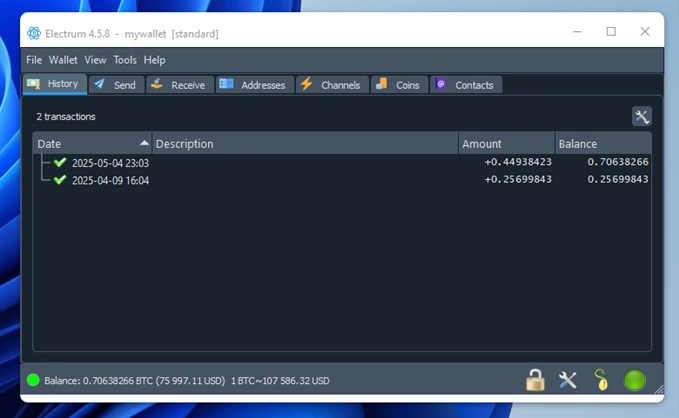 Electrum 4.5.8 - mywallet [standard]
File Wallet View Tools Help
History Send Receive Addresses Channels Coins Contacts
2 transactions
Date Description Amount Balance
2025-05-04 23:03 +0.44938423 0.70638266
2025-04-09 16:04 +0.25699843 0.25699843
Balance: 0.70638266 BTC (75 997.11 USD) 1 BTC~107 586.32 USD